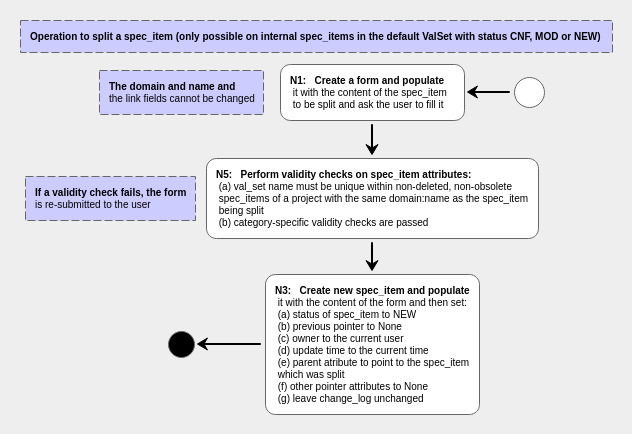 Operation to split a spec_item (only possible on internal spec_items in the default ValSet with status CNF, MOD or NEW)
The domain and name and
the link fields cannot be changed
N1: Create a form and populate
it with the content of the spec_item
to be split and ask the user to fill it
If a validity check fails, the form
is re-submitted to the user
N5: Perform validity checks on spec_item attributes:
(a) val_set name must be unique within non-deleted, non-obsolete
spec_items of a project with the same domain:name as the spec_item
being split
(b) category-specific validity checks are passed
N3: Create new spec_item and populate
it with the content of the form and then set:
(a) status of spec_item to NEW
(b) previous pointer to None
(c) owner to the current user
(d) update time to the current time
(e) parent atribute to point to the spec_item
which was split
(f) other pointer attributes to None
(g) leave change_log unchanged